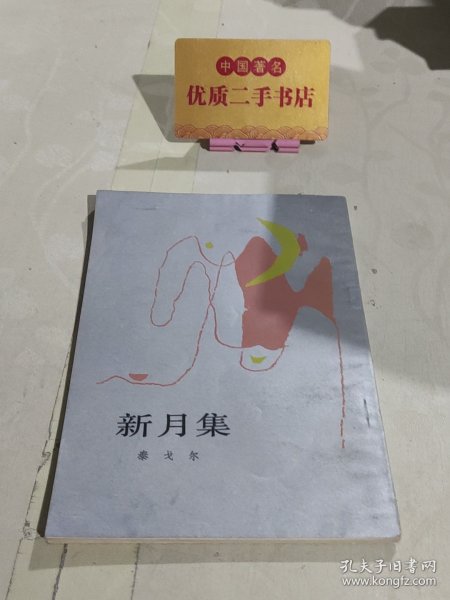 中国著名
优质二手书店
新月集
泰戈尔
孔夫子旧书网
www.kongfz.com